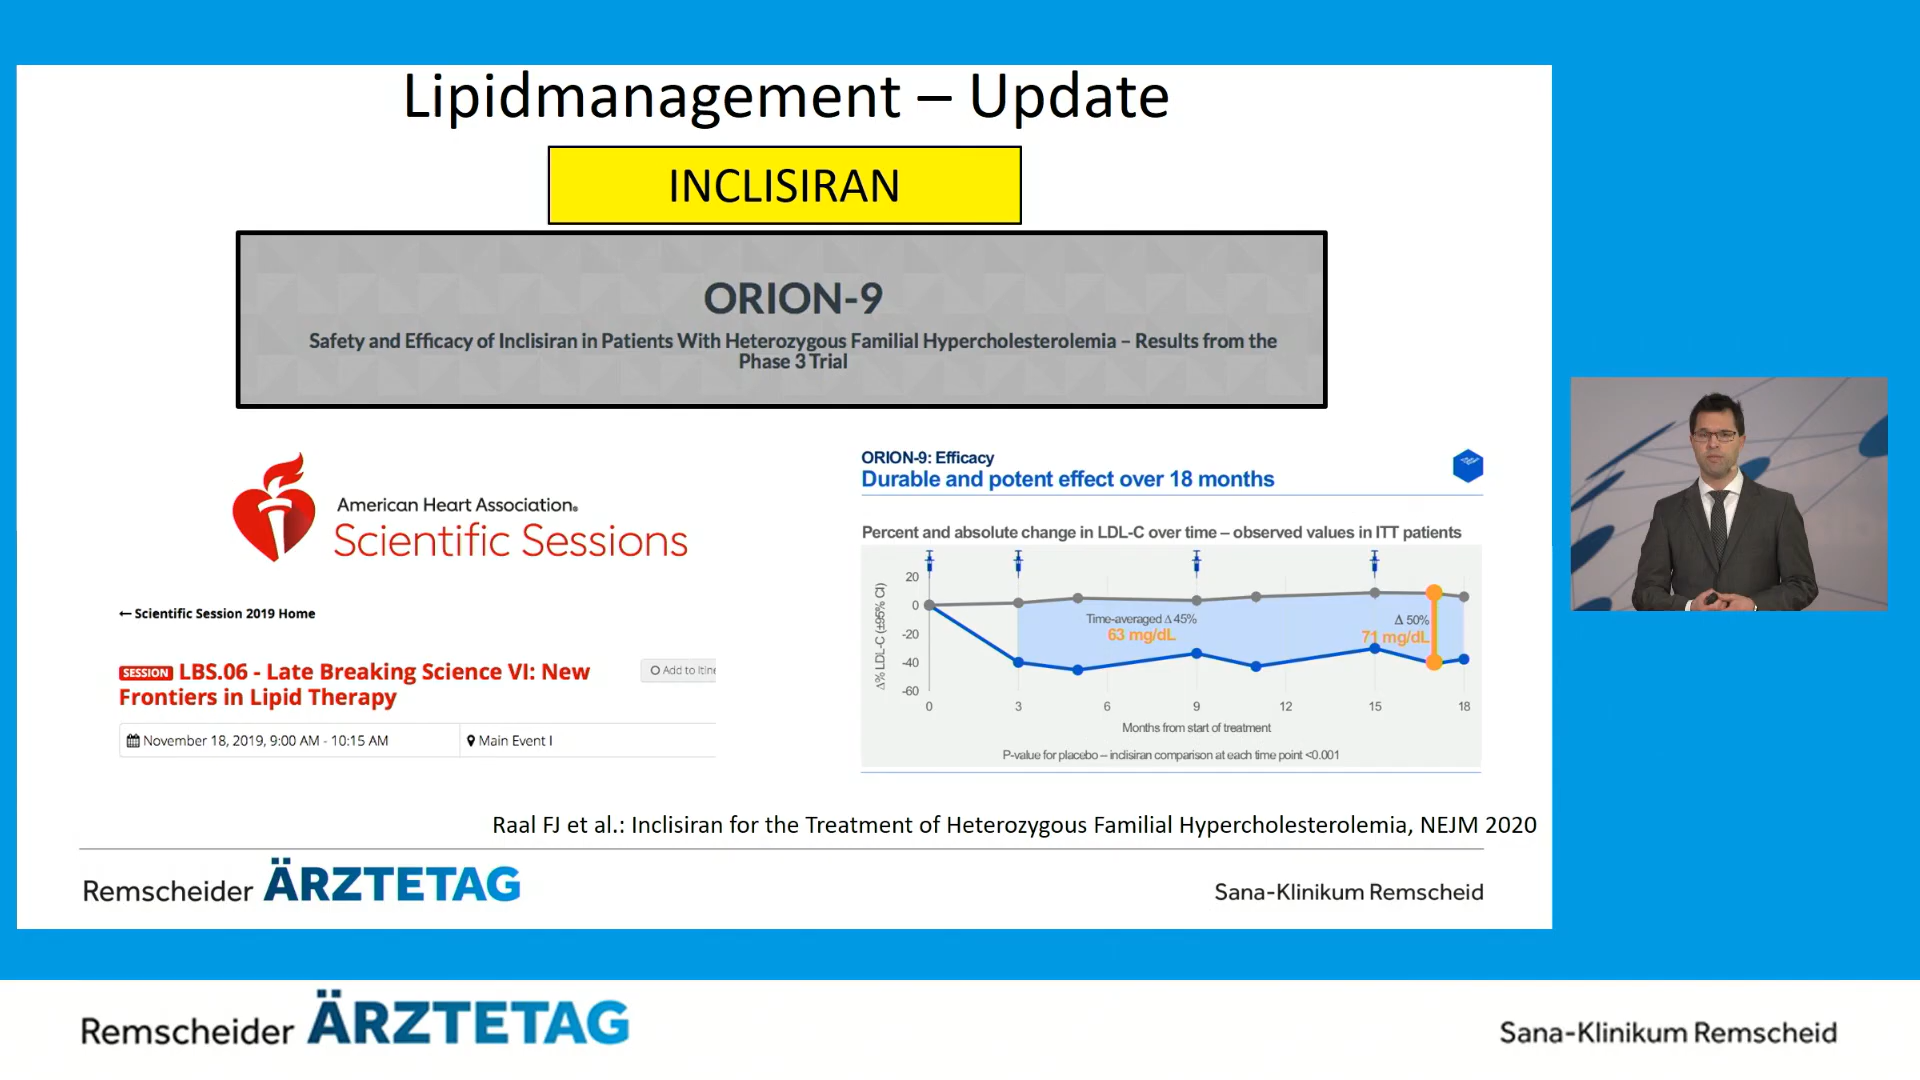 Lipidmanagement – Update
INCLISIRAN
ORION-9
Safety and Efficacy of Inclisiran in Patients With Heterozygous Familial Hypercholesterolemia – Results from the
Phase 3 Trial
American Heart Association.
Scientific Sessions
← Scientific Session 2019 Home
SESSION LBS.06 - Late Breaking Science VI: New
Frontiers in Lipid Therapy
Add to Itine
November 18, 2019, 9:00 AM - 10:15 AM
Main Event I
ORION-9: Efficacy
Durable and potent effect over 18 months
Percent and absolute change in LDL-C over time – observed values in ITT patients
Δ% LDL-C (±95% CI)
20
0
-20
-40
-60
Time-averaged Δ 45%
63 mg/dL
Δ 50%
71 mg/dL
0 3 6 9 12 15 18
Months from start of treatment
P-value for placebo – inclisiran comparison at each time point <0.001
Raal FJ et al.: Inclisiran for the Treatment of Heterozygous Familial Hypercholesterolemia, NEJM 2020
Remscheider ÄRZTETAG
Sana-Klinikum Remscheid
Remscheider ÄRZTETAG
Sana-Klinikum Remscheid